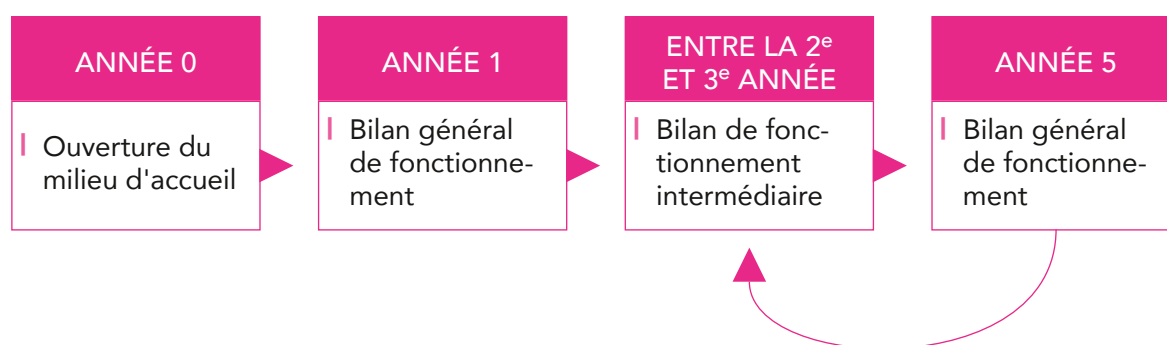 ANNÉE 0
Ouverture du
milieu d'accueil
ANNÉE 1
Bilan général
de fonctionne-
ment
ENTRE LA 2e
ET 3e ANNÉE
Bilan de fonc-
tionnement
intermédiaire
ANNÉE 5
Bilan général
de fonctionne-
ment